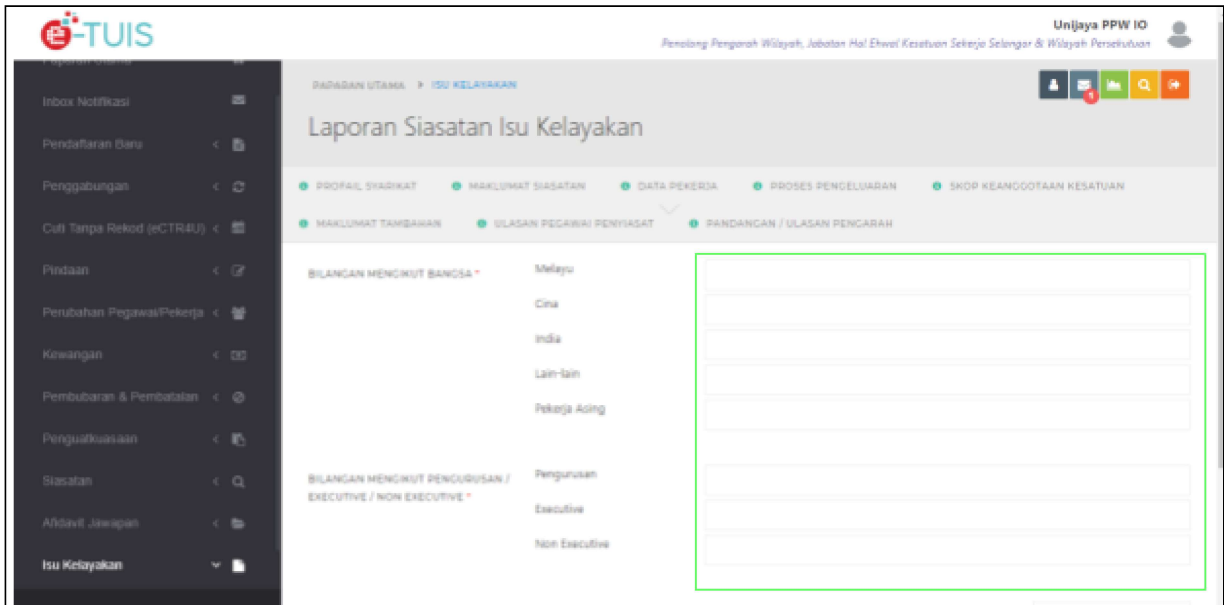 e-TUIS
Unijaya PPW IO
Penolong Pengarah Wilayah, Jabatan Hal Ehwal Kesatuan Sekerja Selangor & Wilayah Persekutuan
Paparan Utama
Inbox Notifikasi
Pendaftaran Baru
Penggabungan
Cuti Tanpa Rekod (eCTR4U)
Pindaan
Perubahan Pegawai/Pekerja
Kewangan
Pembubaran & Pembatalan
Penguatkuasaan
Siasatan
Afidavit Jawapan
Isu Kelayakan
PAPARAN UTAMA > ISU KELAYAKAN
1
Laporan Siasatan Isu Kelayakan
PROFAIL SYARIKAT MAKLUMAT SIASATAN DATA PEKERJA PROSES PENGELUARAN SKOP KEANGGOTAAN KESATUAN
MAKLUMAT TAMBAHAN ULASAN PEGAWAI PENYIASAT PANDANGAN / ULASAN PENGARAH
BILANGAN MENGIKUT BANGSA *
Melayu
Cina
India
Lain-lain
Pekerja Asing
BILANGAN MENGIKUT PENGURUSAN /
EXECUTIVE / NON EXECUTIVE *
Pengurusan
Executive
Non Executive